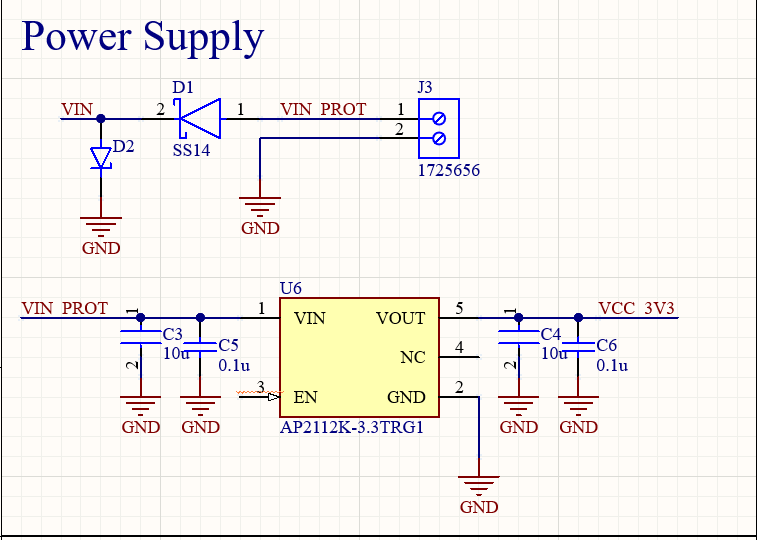 Power Supply
D1
J3
VIN
2
1
VIN_PROT
1
2
D2
SS14
1725656
GND
GND
U6
VIN_PROT
1
1
VIN
VOUT
5
1
VCC_3V3
C3
10u
C5
0.1u
2
NC
4
C4
10u
C6
0.1u
2
3
EN
GND
2
GND
GND
AP2112K-3.3TRG1
GND
GND
GND